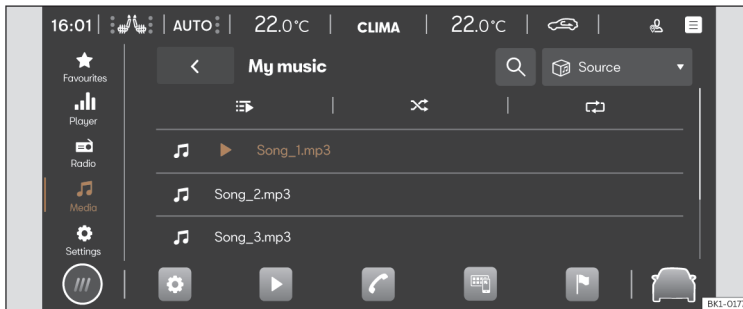 16:01 AUTO 22.0°C CLIMA 22.0°C
Favourites
My music
Source
Player
Radio
Song_1.mp3
Media
Song_2.mp3
Settings
Song_3.mp3
BK1-0177